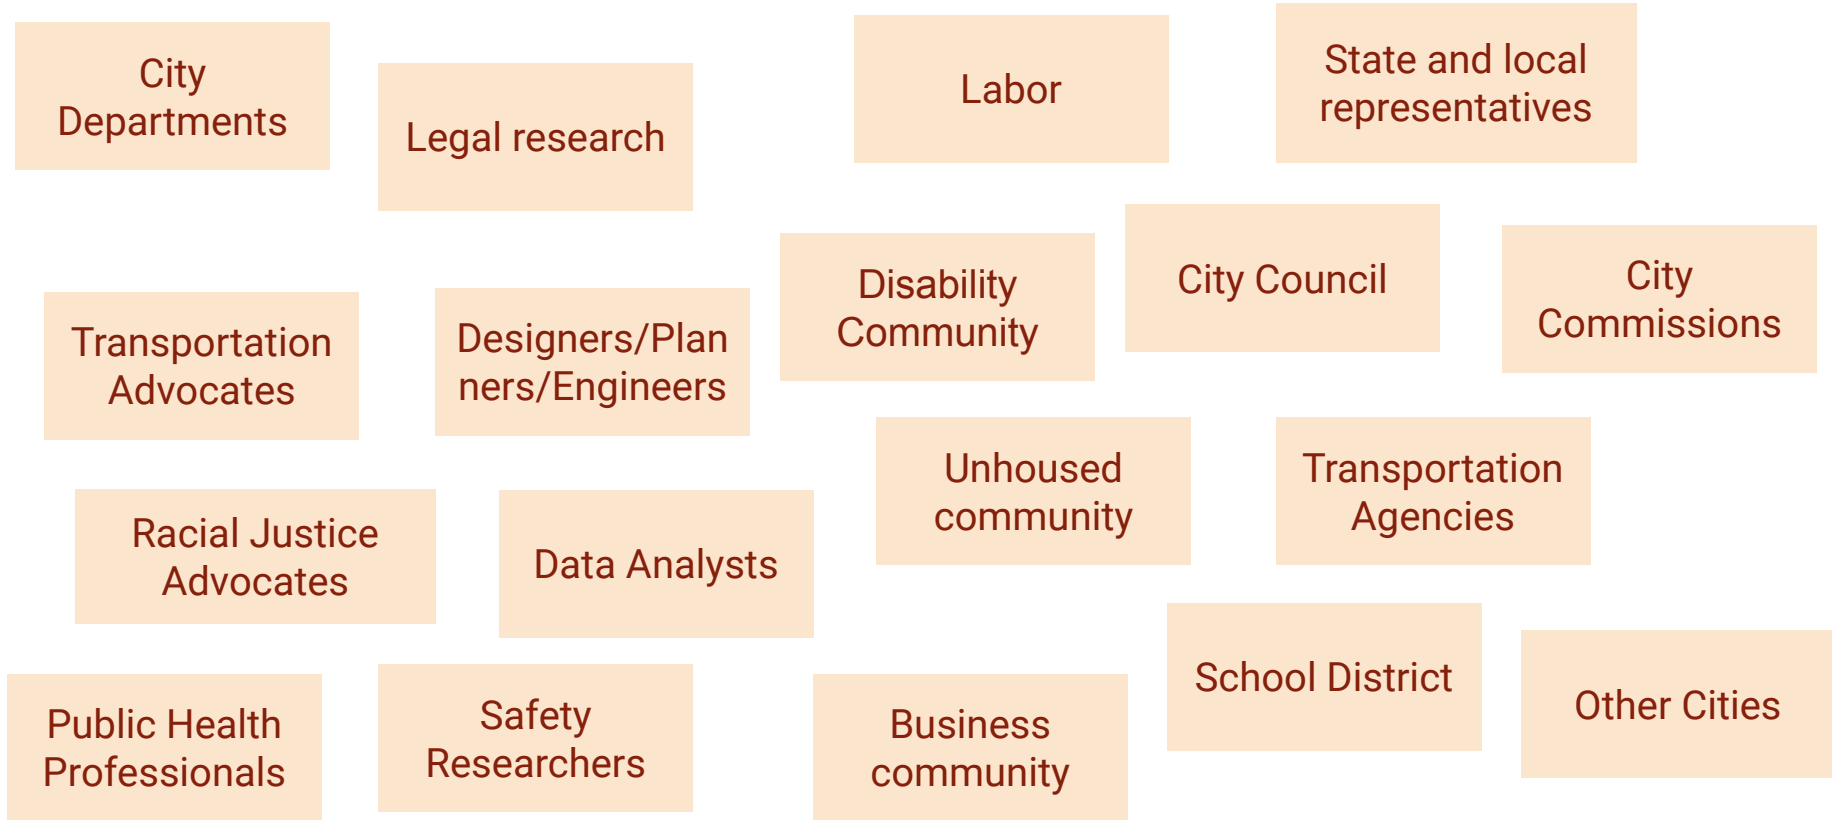 City
Departments
Legal research
Labor
State and local
representatives
Transportation
Advocates
Designers/Plan
ners/Engineers
Disability
Community
City Council
City
Commissions
Racial Justice
Advocates
Data Analysts
Unhoused
community
Transportation
Agencies
Public Health
Professionals
Safety
Researchers
Business
community
School District
Other Cities